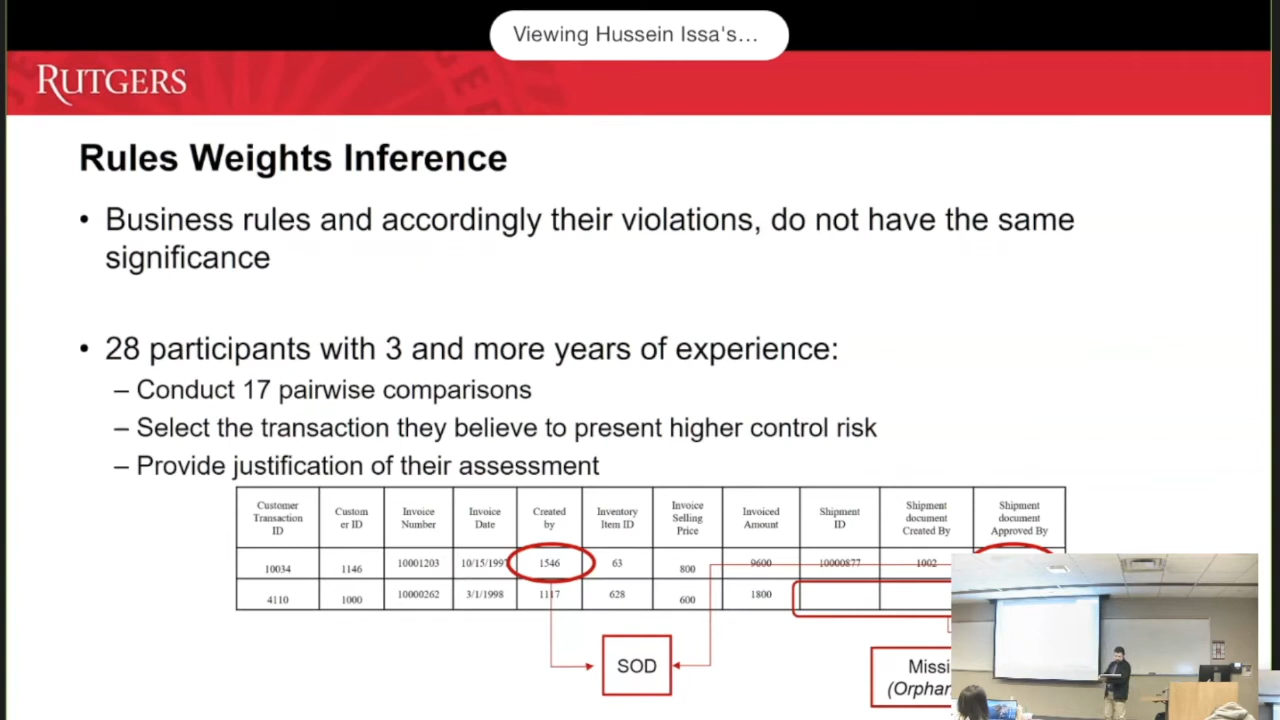 Viewing Hussein Issa's…
RUTGERS
Rules Weights Inference
• Business rules and accordingly their violations, do not have the same
significance
• 28 participants with 3 and more years of experience:
– Conduct 17 pairwise comparisons
– Select the transaction they believe to present higher control risk
– Provide justification of their assessment
Customer Transaction ID Custom er ID Invoice Number Invoice Date Created by Inventory Item ID Invoice Selling Price Invoiced Amount Shipment ID Shipment document Created By Shipment document Approved By
10034 1146 10001203 10/15/1997 1546 63 800 9600 10000877 1002
4110 1000 10000262 3/1/1998 1117 628 600 1800
SOD
Missi
(Orphan